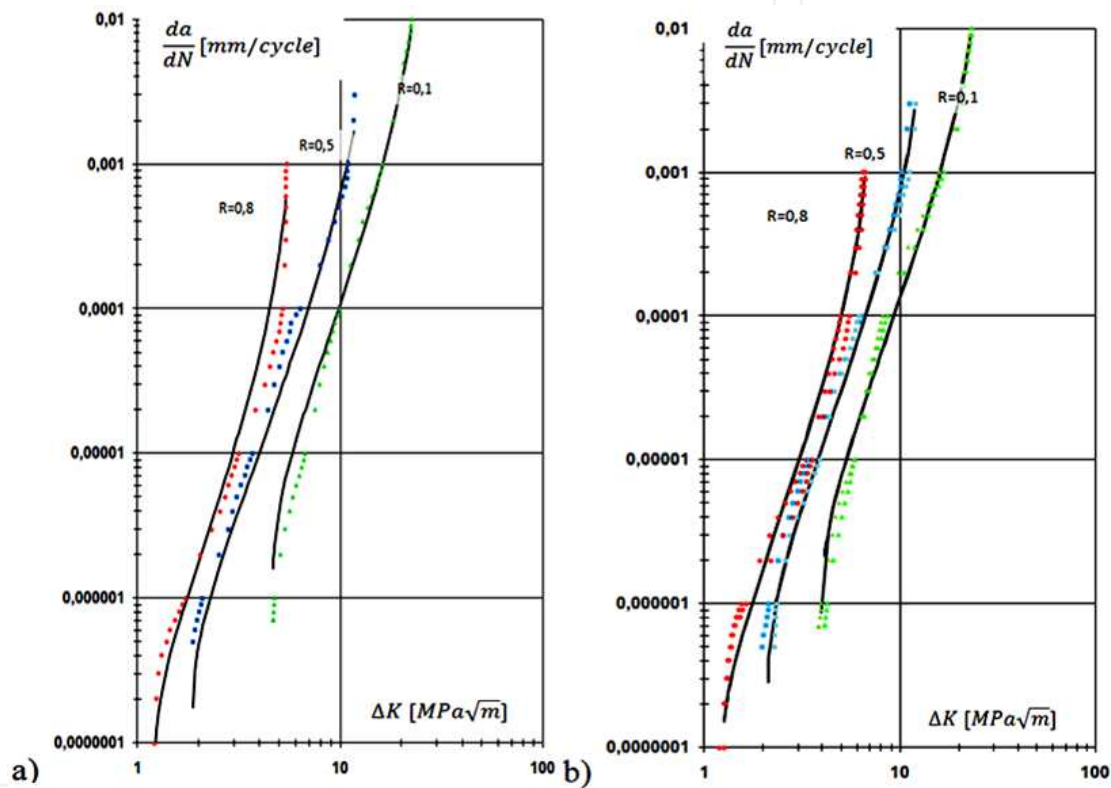 0,01
da/dN [mm/cycle]
R=0,1
0,001
R=0,5
R=0,8
0,0001
0,00001
0,000001
ΔK [MPa√m]
0,0000001
1
10
100
a)
0,01
da/dN [mm/cycle]
R=0,1
0,001
R=0,5
R=0,8
0,0001
0,00001
0,000001
ΔK [MPa√m]
0,0000001
1
10
100
b)